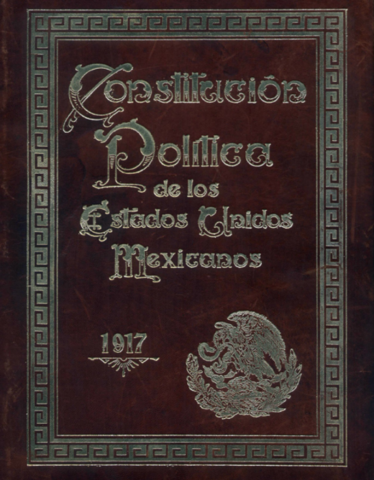 Constitución
Política
de los
Estados Unidos
Mexicanos
1917